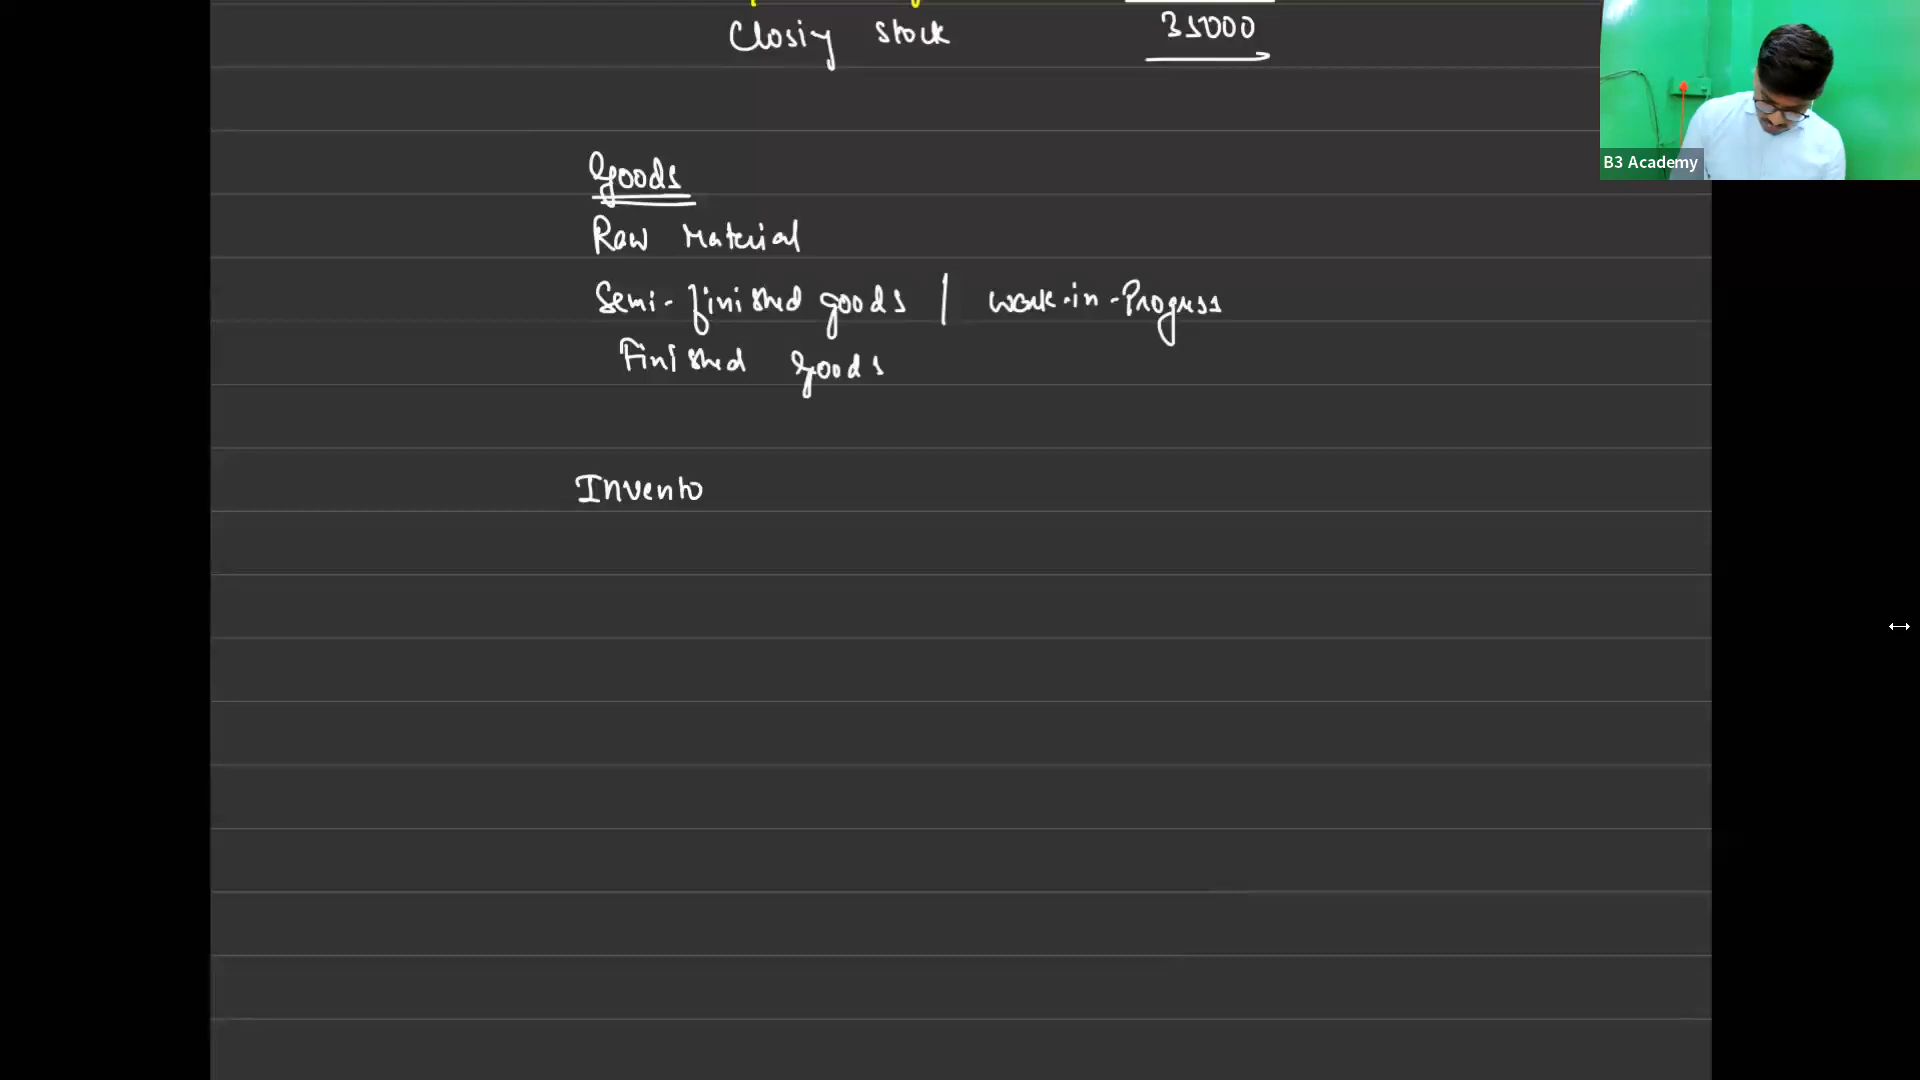 Closing stock 35000
Goods
Raw Material
Semi-finished goods | Work-in-Progress
Finished goods
Invento
B3 Academy